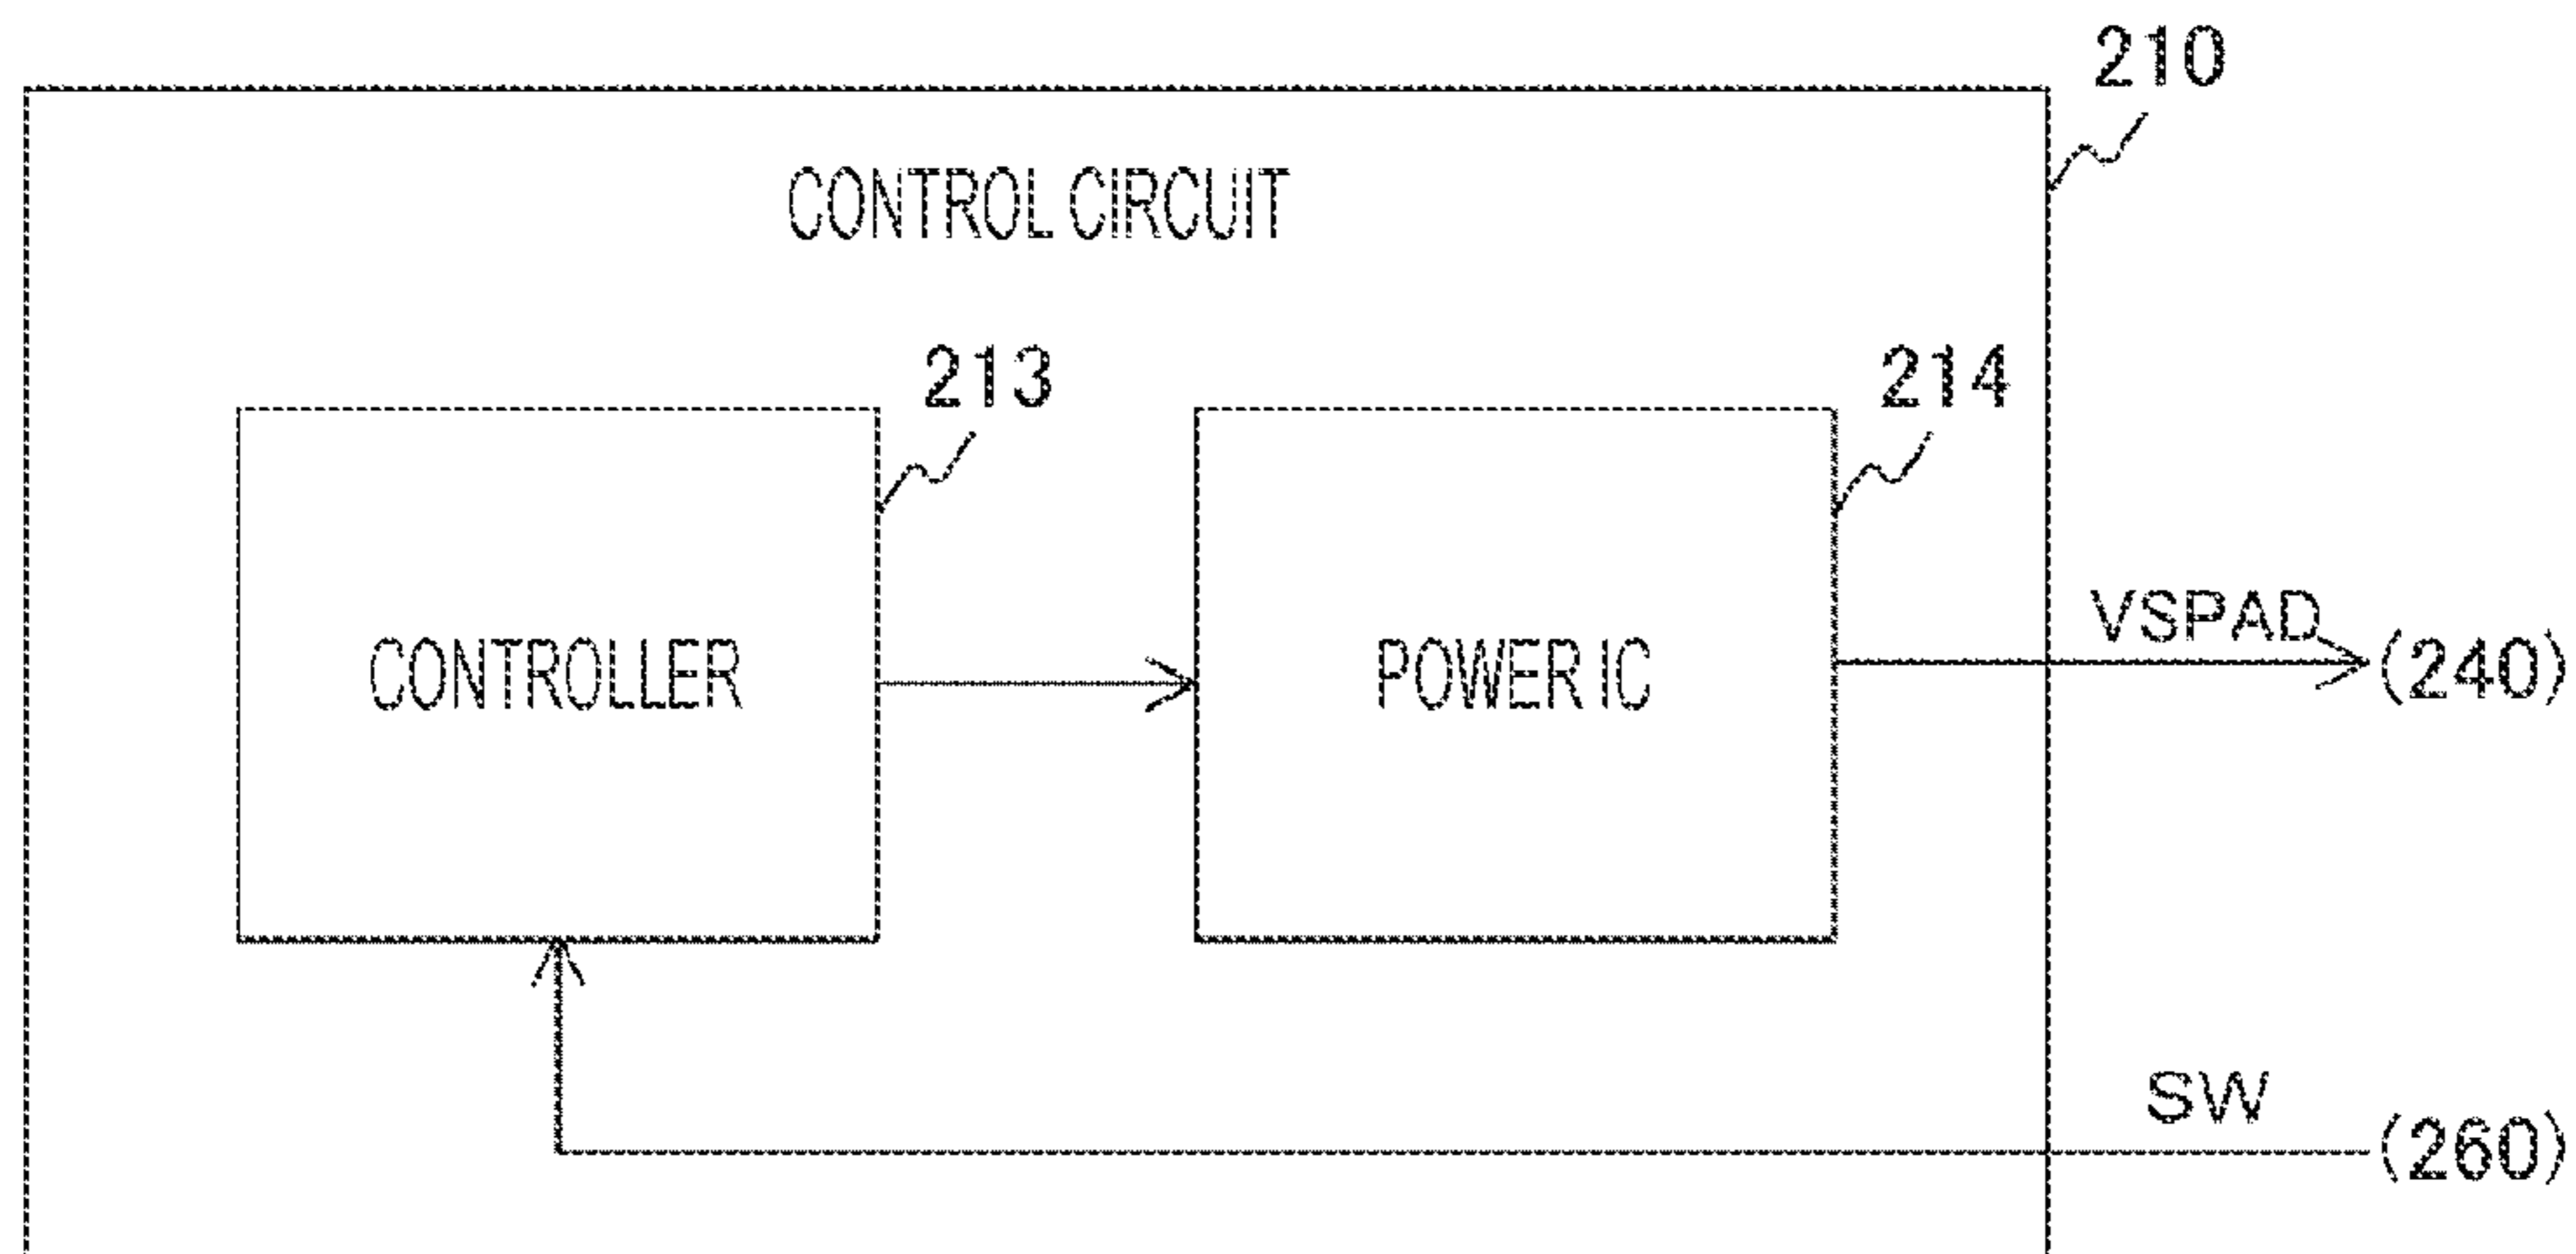 210
CONTROL CIRCUIT
213
214
CONTROLLER
POWER IC
VSPAD
(240)
SW
(260)